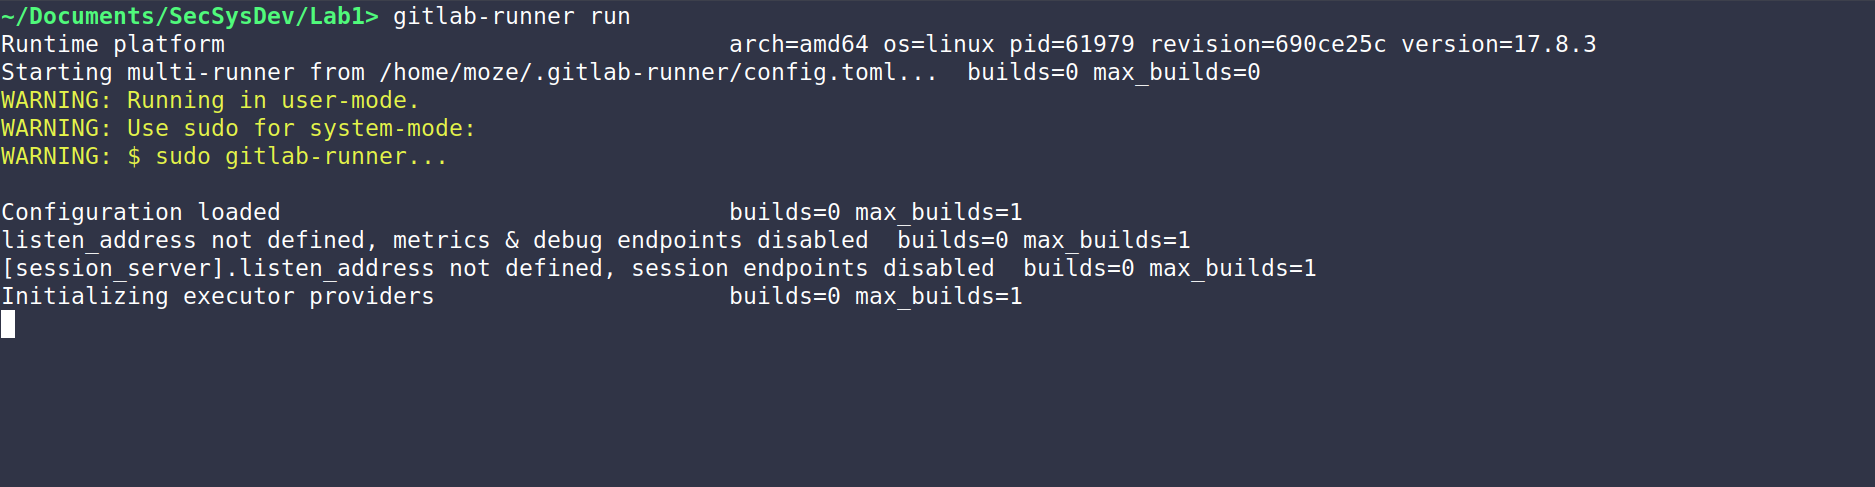 ~/Documents/SecSysDev/Lab1> gitlab-runner run
Runtime platform                                    arch=amd64 os=linux pid=61979 revision=690ce25c version=17.8.3
Starting multi-runner from /home/moze/.gitlab-runner/config.toml...  builds=0 max_builds=0
WARNING: Running in user-mode.
WARNING: Use sudo for system-mode:
WARNING: $ sudo gitlab-runner...

Configuration loaded                                builds=0 max_builds=1
listen_address not defined, metrics & debug endpoints disabled  builds=0 max_builds=1
[session_server].listen_address not defined, session endpoints disabled  builds=0 max_builds=1
Initializing executor providers                     builds=0 max_builds=1